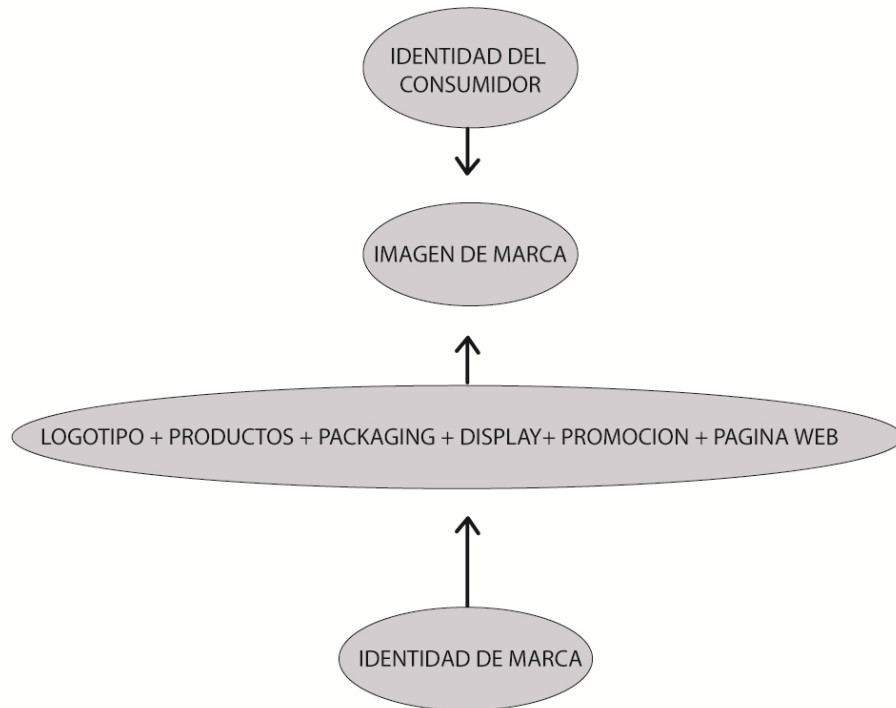 IDENTIDAD DEL
CONSUMIDOR
IMAGEN DE MARCA
LOGOTIPO + PRODUCTOS + PACKAGING + DISPLAY+ PROMOCION + PAGINA WEB
IDENTIDAD DE MARCA